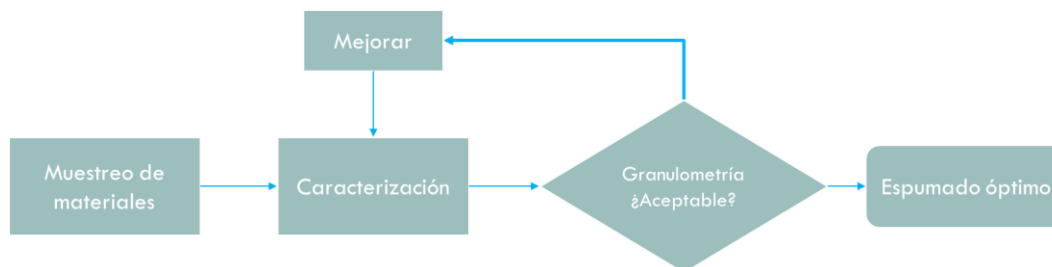 Mejorar
Muestreo de
materiales
Caracterización
Granulometría
¿Aceptable?
Espumado óptimo